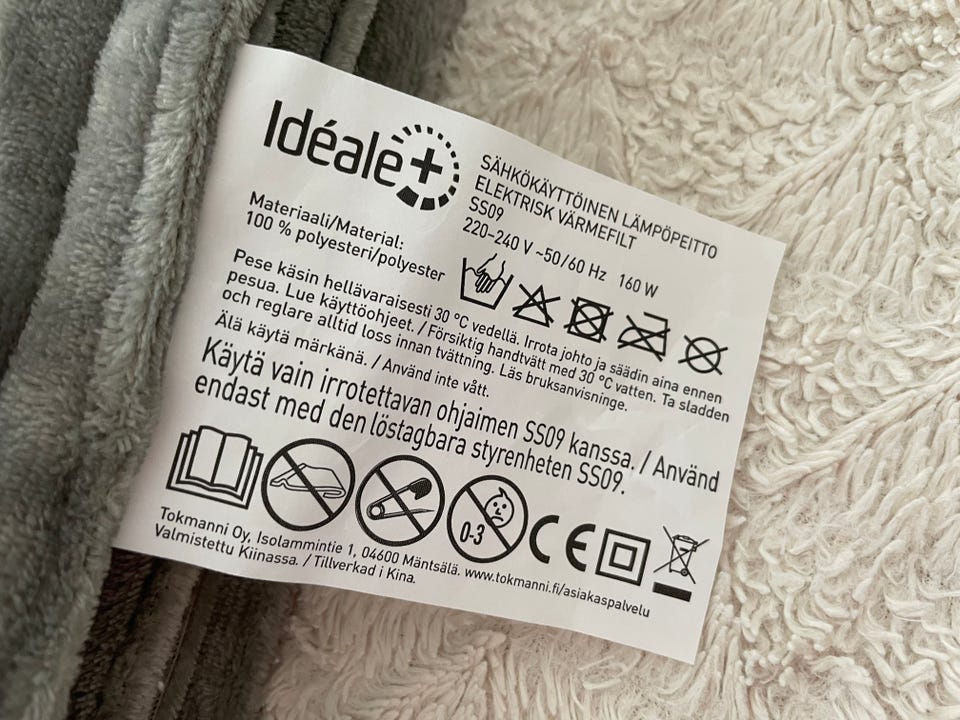 Idéale+
SÄHKÖKÄYTTÖINEN LÄMPÖPEITTO
ELEKTRISK VÄRMEFILT
SS09
220~240 V ~50/60 Hz 160 W
Materiaali/Material:
100 % polyesteri/polyester
Pese käsin hellävaraisesti 30 °C vedellä. Irrota johto ja säädin aina ennen
pesua. Lue käyttöohjeet. / Försiktig handtvätt med 30 °C vatten. Ta sladden
och reglare alltid loss innan tvättning. Läs bruksanvisninge.
Älä käytä märkänä. / Använd inte vått.
Käytä vain irrotettavan ohjaimen SS09 kanssa. / Använd
endast med den löstagbara styrenheten SS09.
0-3
CE
Tokmanni Oy, Isolammintie 1, 04600 Mäntsälä. www.tokmanni.fi/asiakaspalvelu
Valmistettu Kiinassa. / Tillverkad i Kina.